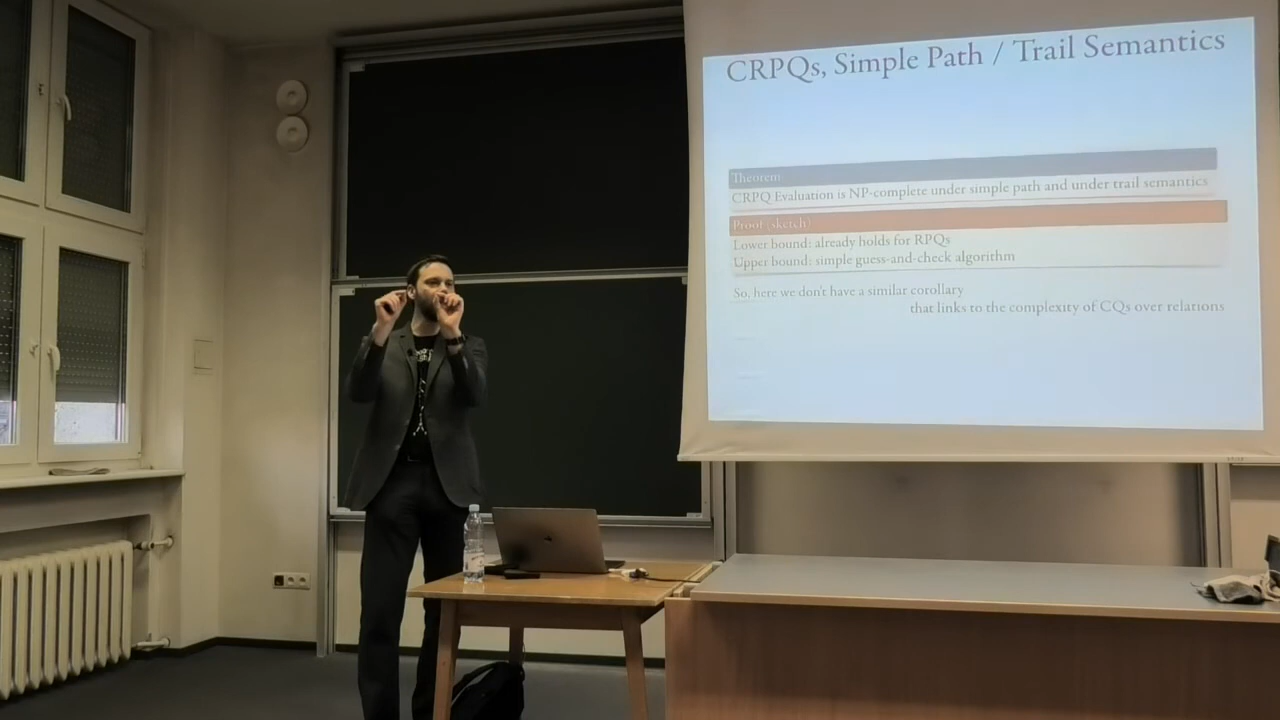 CRPQs, Simple Path / Trail Semantics
Theorem
CRPQ Evaluation is NP-complete under simple path and under trail semantics
Proof (sketch)
Lower bound: already holds for RPQs
Upper bound: simple guess-and-check algorithm
So, here we don't have a similar corollary
that links to the complexity of CQs over relations